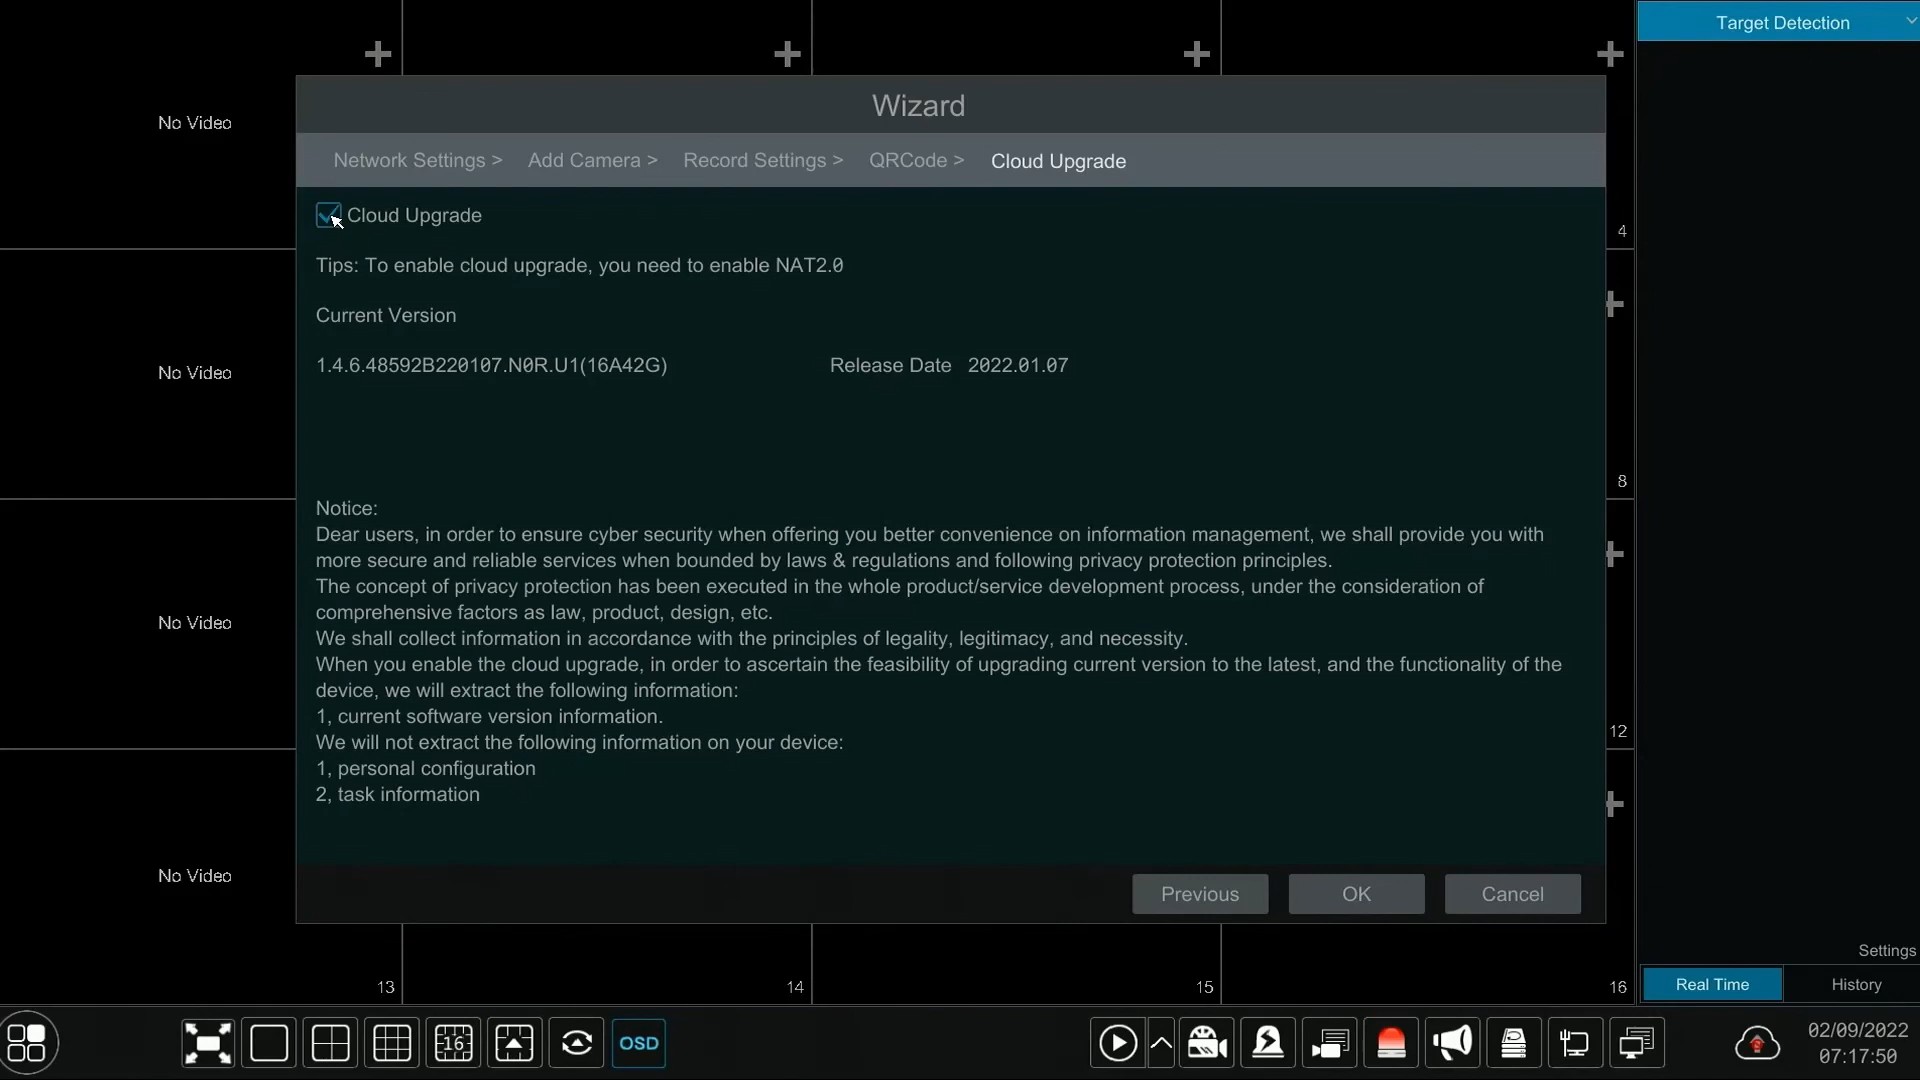 Target Detection
No Video
Wizard
Network Settings > Add Camera > Record Settings > QRCode > Cloud Upgrade
Cloud Upgrade
4
Tips: To enable cloud upgrade, you need to enable NAT2.0
Current Version
1.4.6.48592B220107.N0R.U1(16A42G) Release Date 2022.01.07
No Video
8
Notice:
Dear users, in order to ensure cyber security when offering you better convenience on information management, we shall provide you with
more secure and reliable services when bounded by laws & regulations and following privacy protection principles.
The concept of privacy protection has been executed in the whole product/service development process, under the consideration of
comprehensive factors as law, product, design, etc.
No Video
We shall collect information in accordance with the principles of legality, legitimacy, and necessity.
When you enable the cloud upgrade, in order to ascertain the feasibility of upgrading current version to the latest, and the functionality of the
device, we will extract the following information:
1, current software version information.
12
We will not extract the following information on your device:
1, personal configuration
2, task information
No Video
Previous OK Cancel
Settings
13 14 15 16
Real Time History
16
OSD
02/09/2022
07:17:50